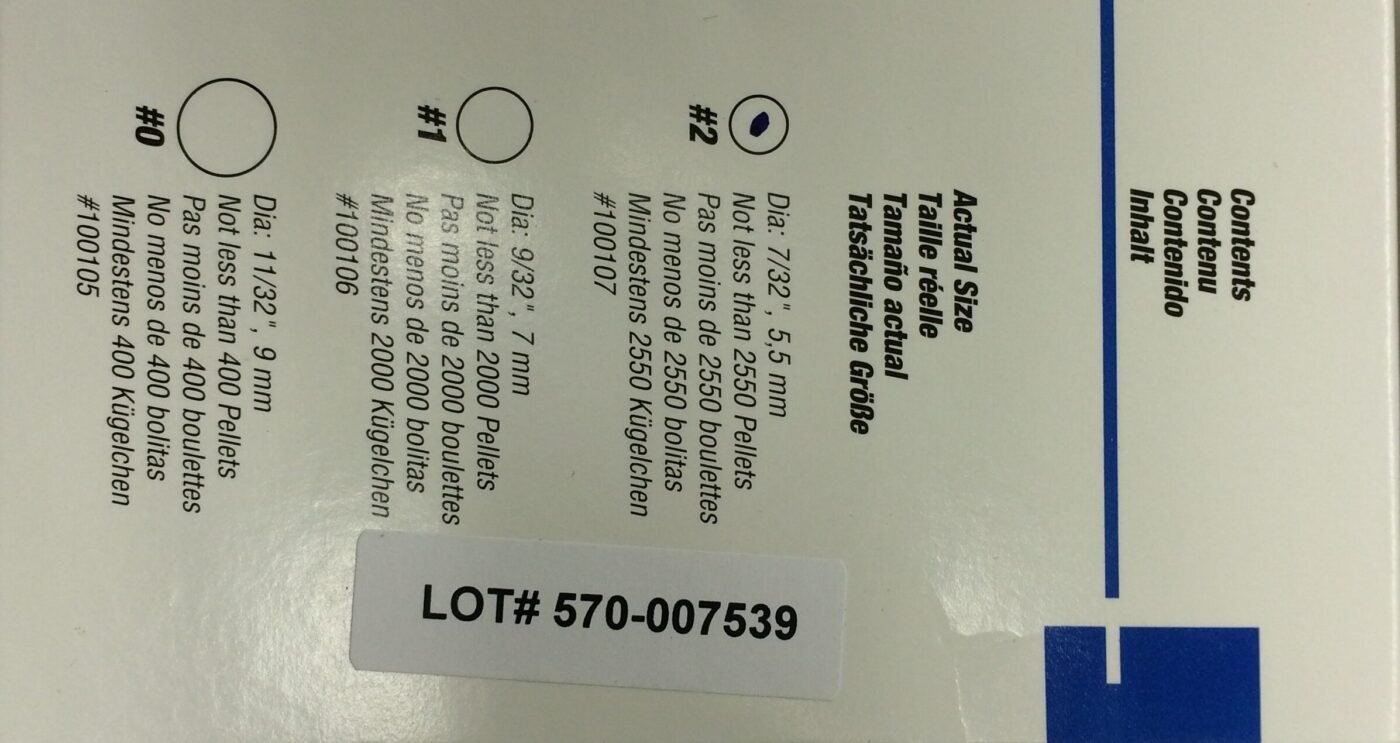 Contents
Contenu
Contenido
Inhalt
Actual Size
Taille réelle
Tamaño actual
Tatsächliche Größe
#2
Dia: 7/32", 5,5 mm
Not less than 2550 Pellets
Pas moins de 2550 boulettes
No menos de 2550 bolitas
Mindestens 2550 Kügelchen
#100107
#1
Dia: 9/32", 7 mm
Not less than 2000 Pellets
Pas moins de 2000 boulettes
No menos de 2000 bolitas
Mindestens 2000 Kügelchen
#100106
#0
Dia: 11/32", 9 mm
Not less than 400 Pellets
Pas moins de 400 boulettes
No menos de 400 bolitas
Mindestens 400 Kügelchen
#100105
LOT# 570-007539